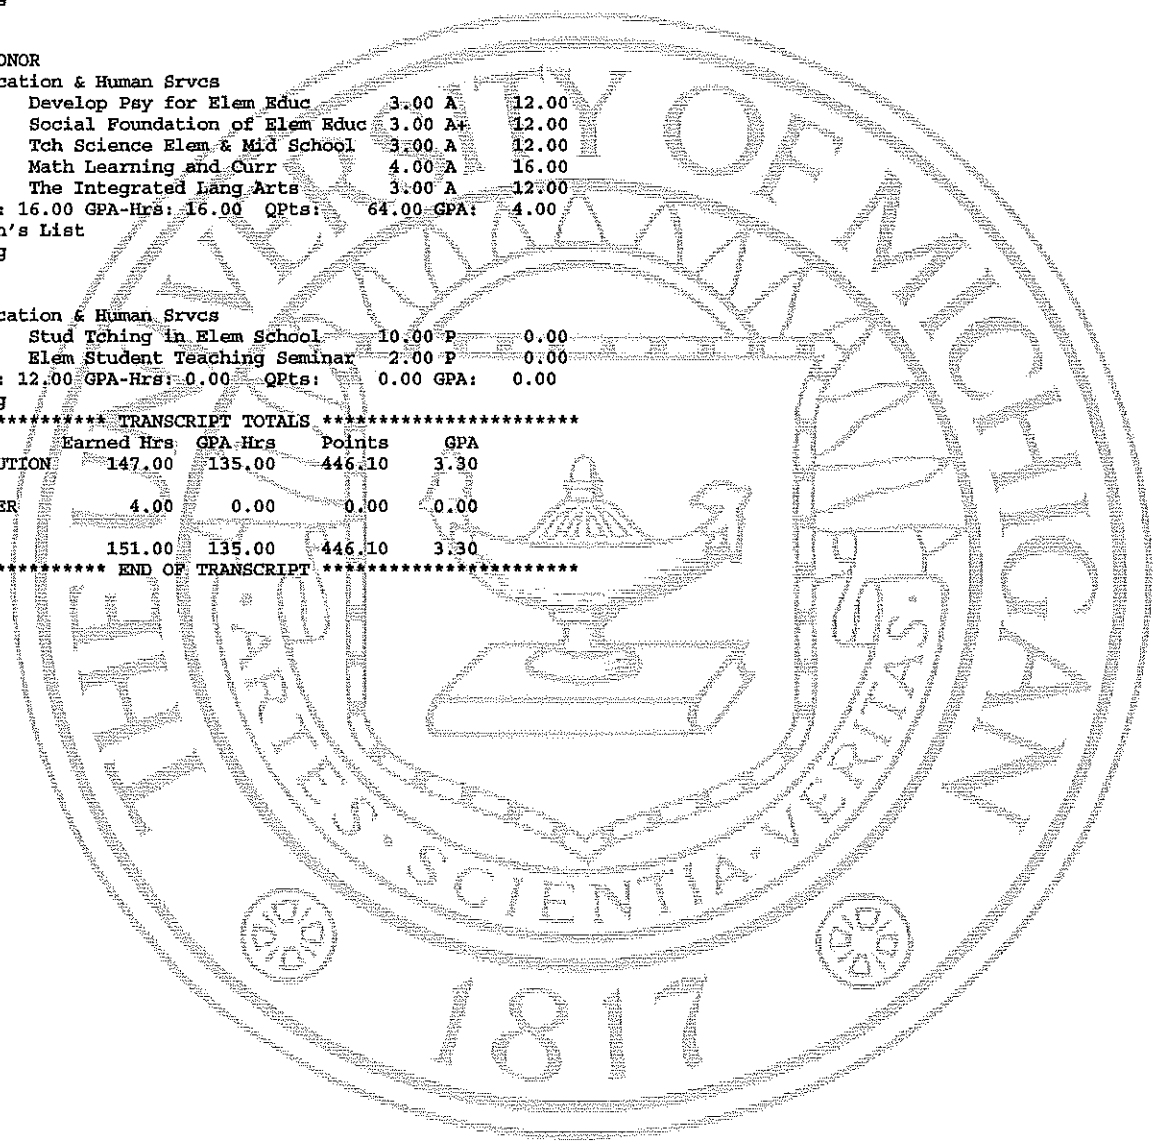 g
ONOR
cation & Human Srvcs
Develop Psy for Elem Educ 3.00 A 12.00
Social Foundation of Elem Educ 3.00 A+ 12.00
Tch Science Elem & Mid School 3.00 A 12.00
Math Learning and Curr 4.00 A 16.00
The Integrated Lang Arts 3.00 A 12.00
: 16.00 GPA-Hrs: 16.00 QPts: 64.00 GPA: 4.00
n's List
g
cation & Human Srvcs
Stud Tching in Elem School 10.00 P 0.00
Elem Student Teaching Seminar 2.00 P 0.00
: 12.00 GPA-Hrs: 0.00 QPts: 0.00 GPA: 0.00
g
********** TRANSCRIPT TOTALS ***********************
Earned Hrs GPA Hrs Points GPA
UTION 147.00 135.00 446.10 3.30
ER 4.00 0.00 0.00 0.00
151.00 135.00 446.10 3.30
********** END OF TRANSCRIPT ***********************
THE UNIVERSITY OF MICHIGAN
ARTES · SCIENTIA · VERITAS
1817